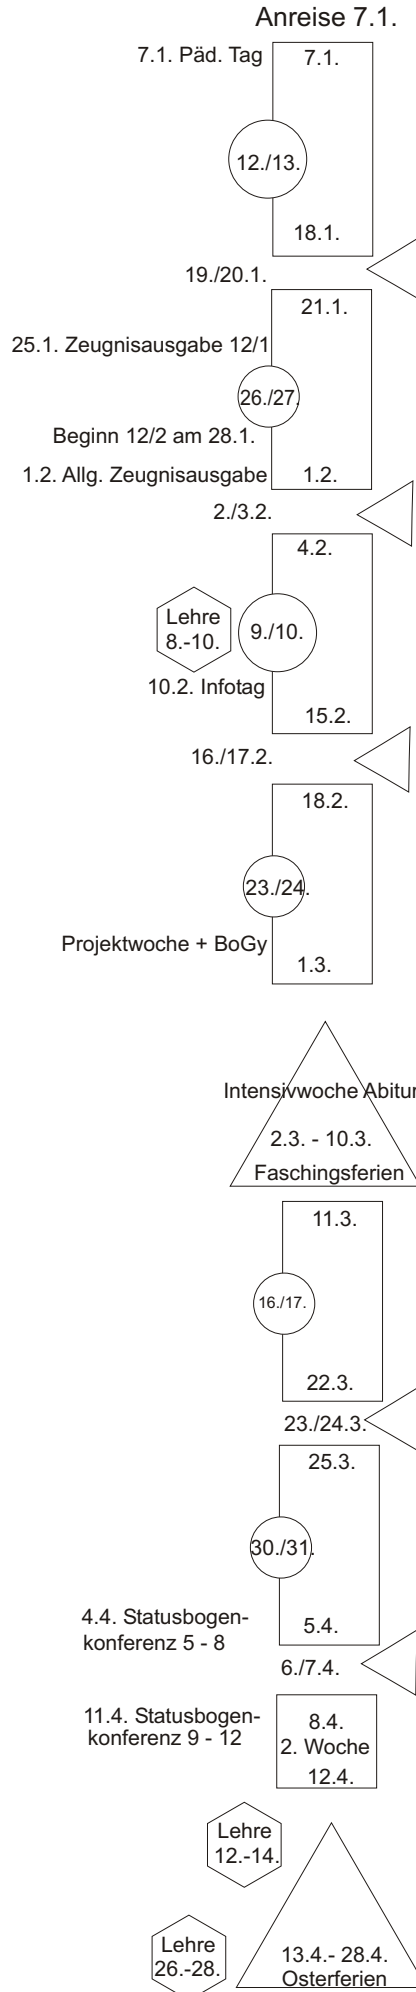 Anreise 7.1.
7.1. Päd. Tag
7.1.
12./13.
18.1.
19./20.1.
21.1.
25.1. Zeugnisausgabe 12/1
26./27.
Beginn 12/2 am 28.1.
1.2. Allg. Zeugnisausgabe
1.2.
2./3.2.
4.2.
Lehre
8.-10.
9./10.
10.2. Infotag
15.2.
16./17.2.
18.2.
23./24.
Projektwoche + BoGy
1.3.
Intensivwoche Abitur
2.3. - 10.3.
Faschingsferien
11.3.
16./17.
22.3.
23./24.3.
25.3.
30./31.
4.4. Statusbogen-
konferenz 5 - 8
5.4.
6./7.4.
11.4. Statusbogen-
konferenz 9 - 12
8.4.
2. Woche
12.4.
Lehre
12.-14.
Lehre
26.-28.
13.4.- 28.4.
Osterferien